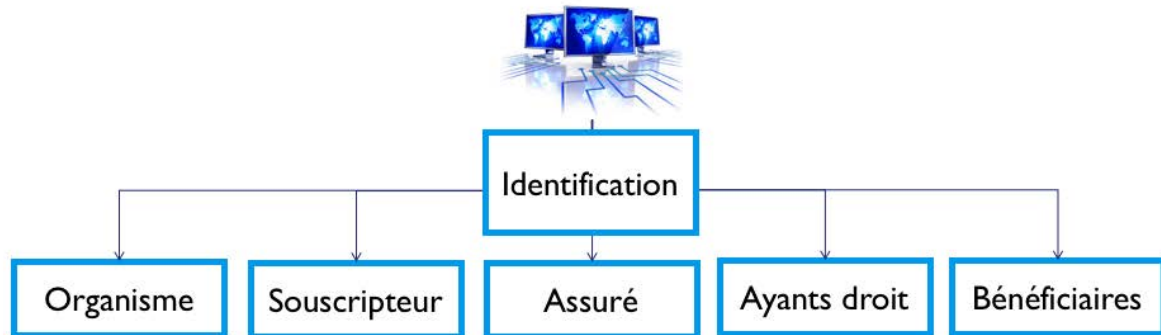 Identification
Organisme
Souscripteur
Assuré
Ayants droit
Bénéficiaires